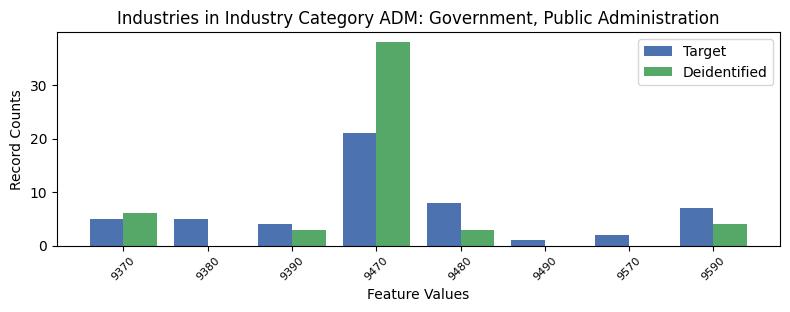 Industries in Industry Category ADM: Government, Public Administration
Target
Deidentified
Record Counts
30
20
10
0
9370 9380 9390 9470 9480 9490 9570 9590
Feature Values